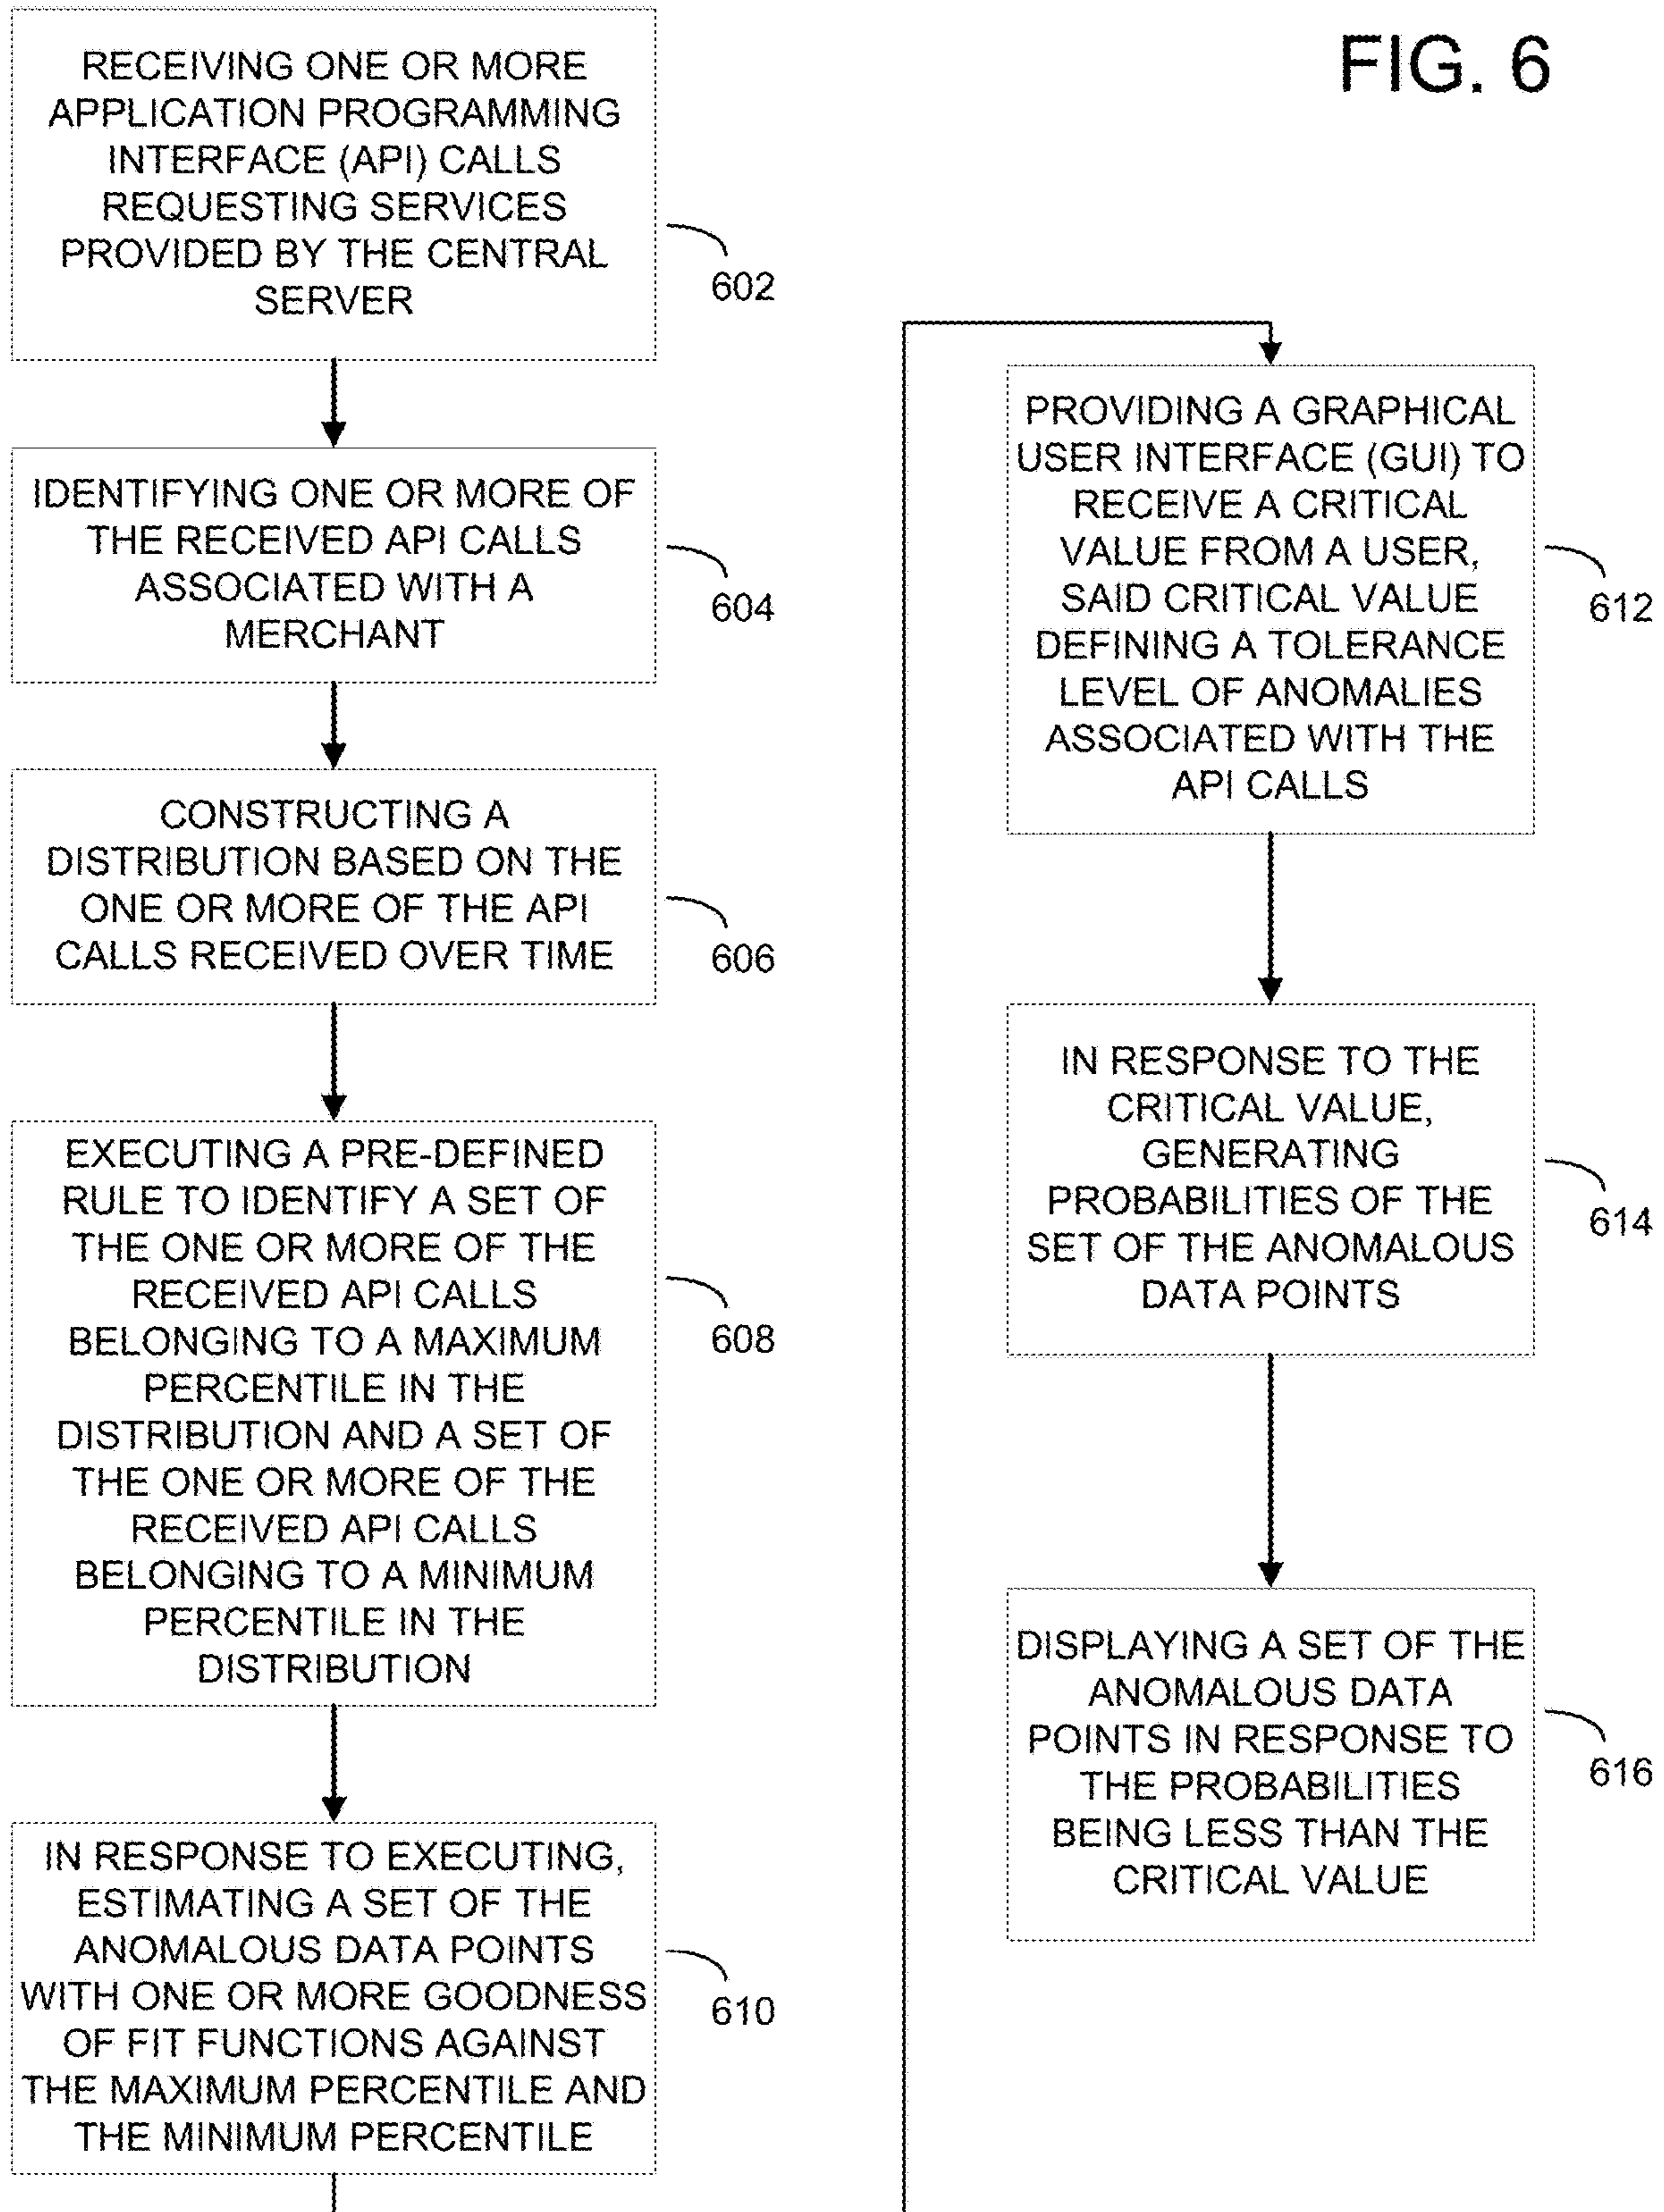 FIG. 6
RECEIVING ONE OR MORE
APPLICATION PROGRAMMING
INTERFACE (API) CALLS
REQUESTING SERVICES
PROVIDED BY THE CENTRAL
SERVER
602
IDENTIFYING ONE OR MORE OF
THE RECEIVED API CALLS
ASSOCIATED WITH A
MERCHANT
604
CONSTRUCTING A
DISTRIBUTION BASED ON THE
ONE OR MORE OF THE API
CALLS RECEIVED OVER TIME
606
EXECUTING A PRE-DEFINED
RULE TO IDENTIFY A SET OF
THE ONE OR MORE OF THE
RECEIVED API CALLS
BELONGING TO A MAXIMUM
PERCENTILE IN THE
DISTRIBUTION AND A SET OF
THE ONE OR MORE OF THE
RECEIVED API CALLS
BELONGING TO A MINIMUM
PERCENTILE IN THE
DISTRIBUTION
608
IN RESPONSE TO EXECUTING,
ESTIMATING A SET OF THE
ANOMALOUS DATA POINTS
WITH ONE OR MORE GOODNESS
OF FIT FUNCTIONS AGAINST
THE MAXIMUM PERCENTILE AND
THE MINIMUM PERCENTILE
610
PROVIDING A GRAPHICAL
USER INTERFACE (GUI) TO
RECEIVE A CRITICAL
VALUE FROM A USER,
SAID CRITICAL VALUE
DEFINING A TOLERANCE
LEVEL OF ANOMALIES
ASSOCIATED WITH THE
API CALLS
612
IN RESPONSE TO THE
CRITICAL VALUE,
GENERATING
PROBABILITIES OF THE
SET OF THE ANOMALOUS
DATA POINTS
614
DISPLAYING A SET OF THE
ANOMALOUS DATA
POINTS IN RESPONSE TO
THE PROBABILITIES
BEING LESS THAN THE
CRITICAL VALUE
616